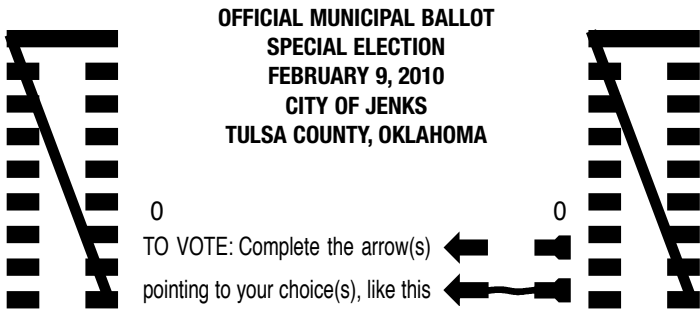 OFFICIAL MUNICIPAL BALLOT
SPECIAL ELECTION
FEBRUARY 9, 2010
CITY OF JENKS
TULSA COUNTY, OKLAHOMA
0 0
TO VOTE: Complete the arrow(s)
pointing to your choice(s), like this